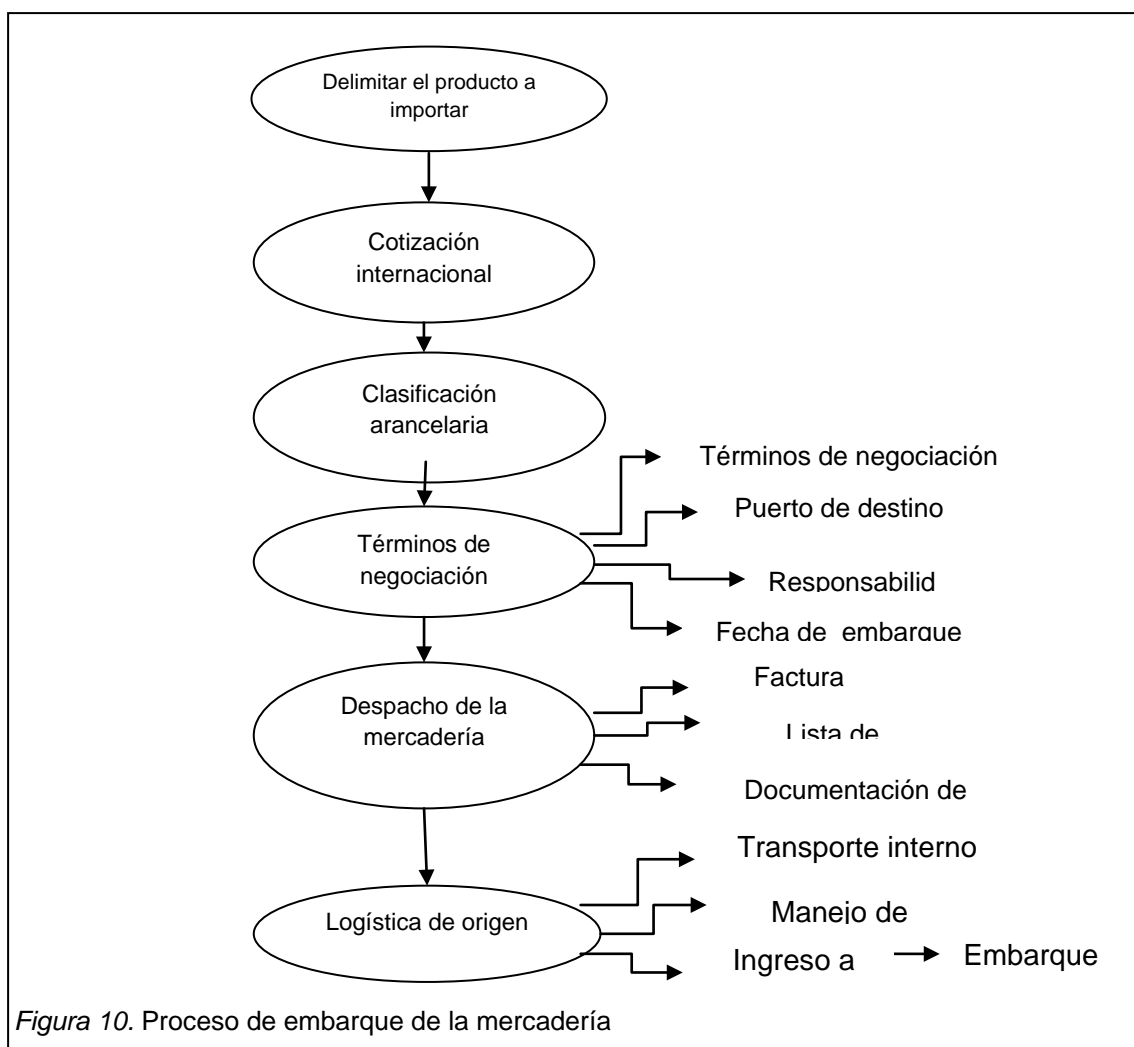 Delimitar el producto a
importar
Cotización
internacional
Clasificación
arancelaria
Términos de
negociación
Términos de negociación
Puerto de destino
Responsabilid
Fecha de embarque
Despacho de la
mercadería
Factura
Lista de
Documentación de
Logística de origen
Transporte interno
Manejo de
Ingreso a
Embarque
Figura 10. Proceso de embarque de la mercadería